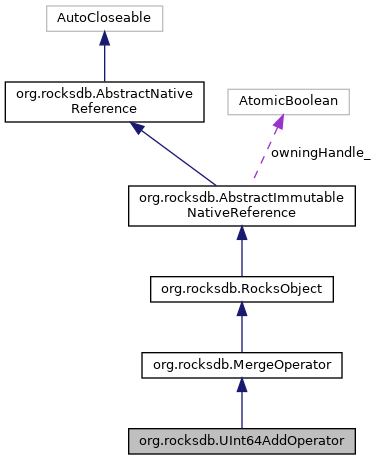 AutoCloseable
org.rocksdb.AbstractNative
Reference
AtomicBoolean
owningHandle_
org.rocksdb.AbstractImmutable
NativeReference
org.rocksdb.RocksObject
org.rocksdb.MergeOperator
org.rocksdb.UInt64AddOperator